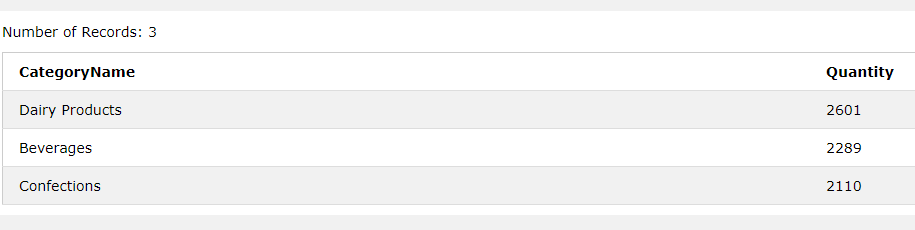 Number of Records: 3
CategoryName Quantity
Dairy Products 2601
Beverages 2289
Confections 2110